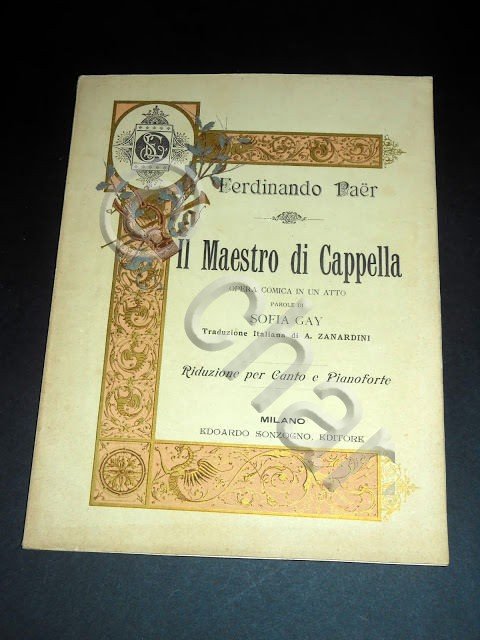 Ferdinando Paër
Il Maestro di Cappella
OPERA COMICA IN UN ATTO
PAROLE DI
SOFIA GAY
Traduzione Italiana di A. ZANARDINI
Riduzione per Canto e Pianoforte
MILANO
EDOARDO SONZOGNO, EDITORE